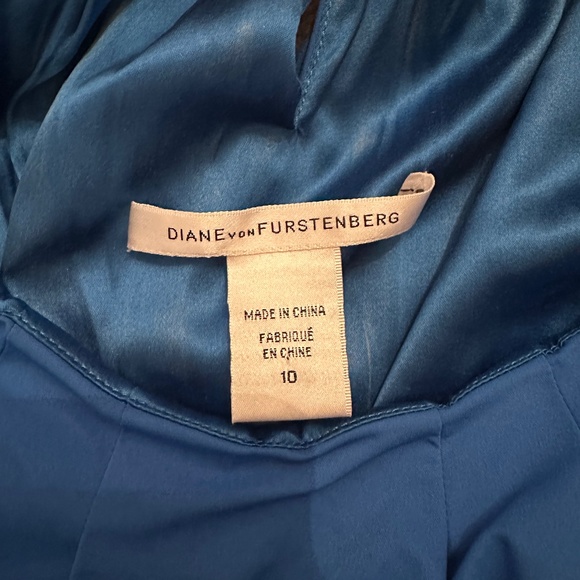 DIANE VON FURSTENBERG
MADE IN CHINA
FABRIQUÉ
EN CHINE
10